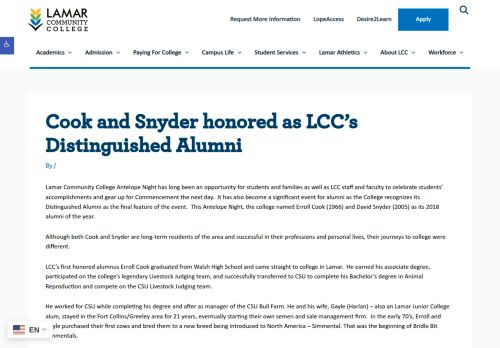 LAMAR
COMMUNITY
COLLEGE
Request More Information LopeAccess Desire2Learn Apply
Academics Admission Paying For College Campus Life Student Services Lamar Athletics About LCC Workforce
Cook and Snyder honored as LCC's
Distinguished Alumni
By /
Lamar Community College Antelope Night has long been an opportunity for students and families as well as LCC staff and faculty to celebrate students'
accomplishments and gear up for Commencement the next day. It has also become a significant event for alumni as the College recognizes its
Distinguished Alumni as the final feature of the event. This Antelope Night, the college named Erroll Cook (1966) and David Snyder (2005) as its 2018
alumni of the year.
Although both Cook and Snyder are long-term residents of the area and successful in their professions and personal lives, their journeys to college were
different.
LCC's first honored alumnus Erroll Cook graduated from Walsh High School and came straight to college in Lamar. He earned his associate degree,
participated on the college's legendary Livestock Judging team, and successfully transferred to CSU to complete his Bachelor's degree in Animal
Reproduction and compete on the CSU Livestock Judging team.
He worked for CSU while completing his degree and after as manager of the CSU Bull Farm. He and his wife, Gayle (Harlan) – also an Lamar Junior College
alum, stayed in the Fort Collins/Greeley area for 21 years, eventually starting their own semen and sale management firm. In the early 70's, Erroll and
yle purchased their first cows and bred them to a new breed being introduced to North America – Simmental. That was the beginning of Bridle Bit
mmentals.
EN